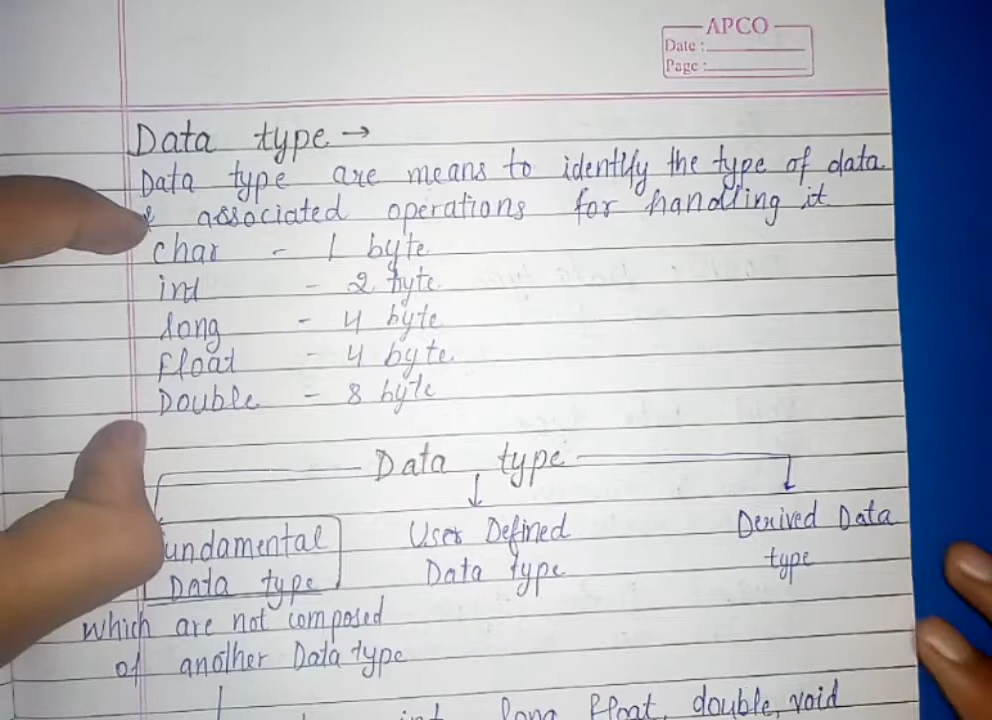 APCO
Date :
Page :
Data type →
Data type are means to identify the type of data
& associated operations for handling it
char - 1 byte
int - 2 byte
long - 4 byte
Float - 4 byte
Double - 8 byte
Data type
undamental User Defined Derived Data
Data type Data type type
which are not composed
of another Data type
int long float, double, void